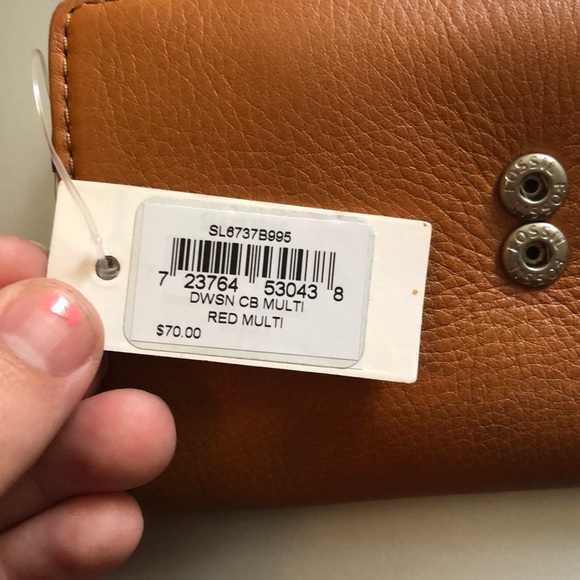 SL6737B995
7 23764 53043 8
DWSN CB MULTI
RED MULTI
$70.00
FOSSIL
FOSSIL